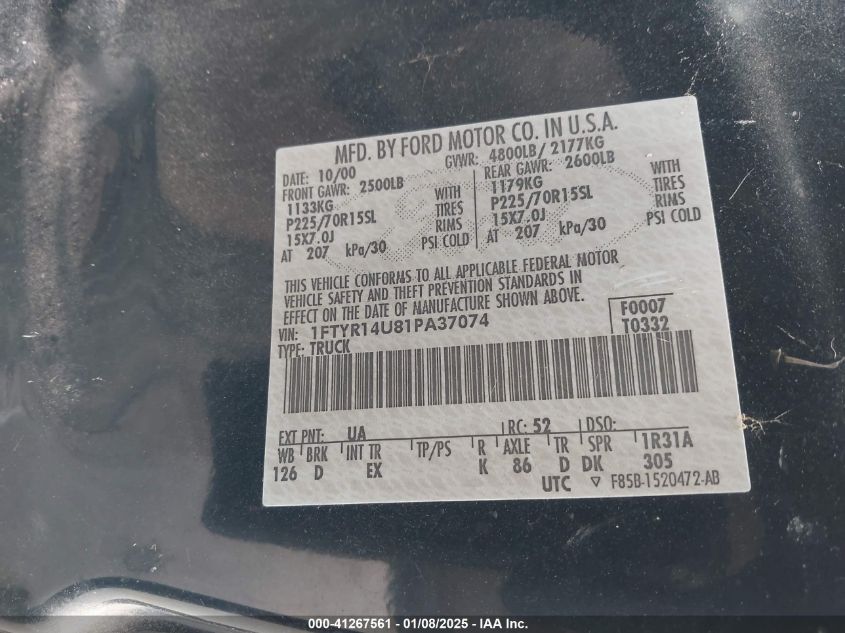 MFD. BY FORD MOTOR CO. IN U.S.A.
DATE: 10/00 GVWR: 4800LB/ 2177KG
FRONT GAWR: 2500LB REAR GAWR: 2600LB
1133KG WITH 1179KG WITH
P225/70R15SL TIRES P225/70R15SL TIRES
15X7.0J RIMS 15X7.0J RIMS
AT 207 kPa/30 PSI COLD AT 207 kPa/30 PSI COLD
THIS VEHICLE CONFORMS TO ALL APPLICABLE FEDERAL MOTOR
VEHICLE SAFETY AND THEFT PREVENTION STANDARDS IN
EFFECT ON THE DATE OF MANUFACTURE SHOWN ABOVE.
VIN: 1FTYR14U81PA37074 F0007
TYPE: TRUCK T0332
EXT PNT: UA RC: 52 DSO:
WB BRK INT TR TP/PS R AXLE TR SPR 1R31A
126 D EX K 86 D DK 305
UTC ▽ F85B-1520472-AB
000-41267561 - 01/08/2025 - IAA Inc.